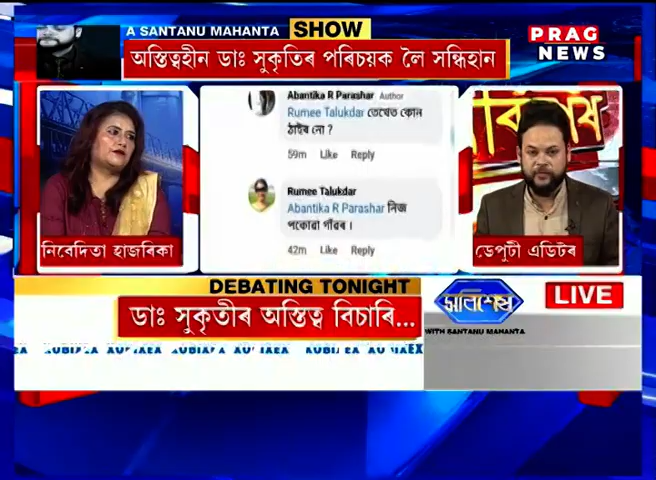 A SANTANU MAHANTA SHOW
PRAG
NEWS
অস্তিত্বহীন ডাঃ সুকৃতিৰ পৰিচয়ক লৈ সন্ধিহান
Abantika R Parashar Author
Rumee Talukdar তেখেত কোন
ঠাইৰ নো ?
59m Like Reply
Rumee Talukdar
Abantika R Parashar নিজ
পকোৱা গাঁৱৰ ।
42m Like Reply
নিবেদিতা হাজৰিকা
ডেপুটী এডিটৰ
DEBATING TONIGHT
ডাঃ সুকৃতীৰ অস্তিত্ব বিচাৰি...
সবিশেষ
WITH SANTANU MAHANTA
LIVE